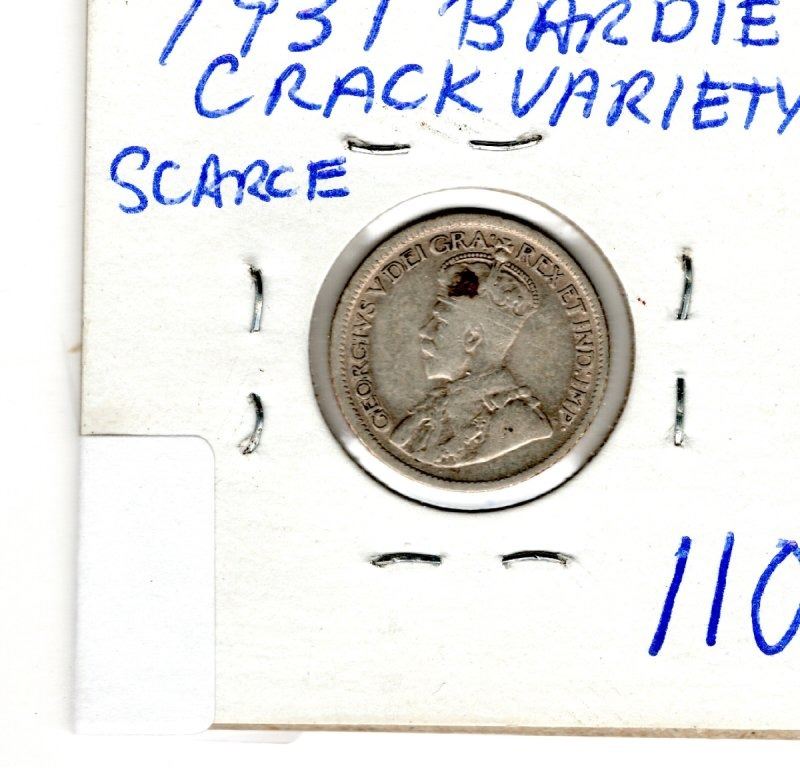 1931 BARDIE
CRACK VARIETY
SCARCE
GEORGIVS V DEI GRA: REX ET IND: IMP:
110